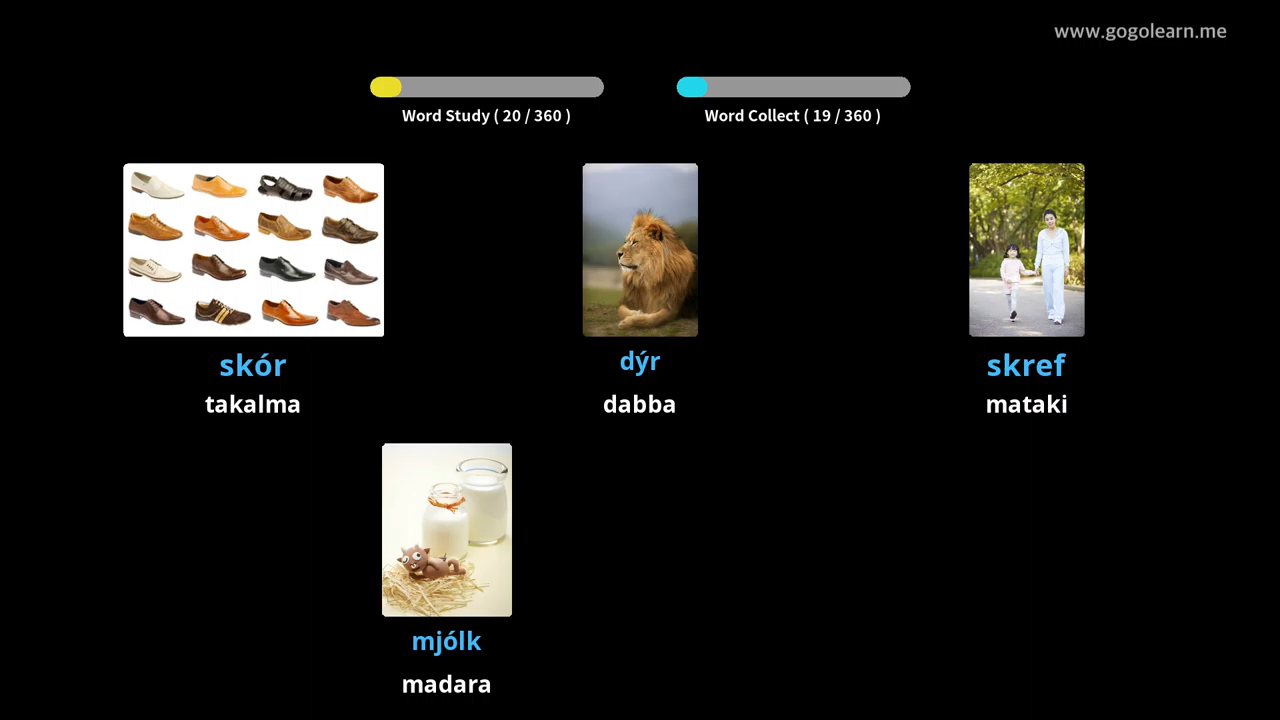 www.gogolearn.me
Word Study ( 20 / 360 )
Word Collect ( 19 / 360 )
skór
takalma
dýr
dabba
skref
mataki
mjólk
madara